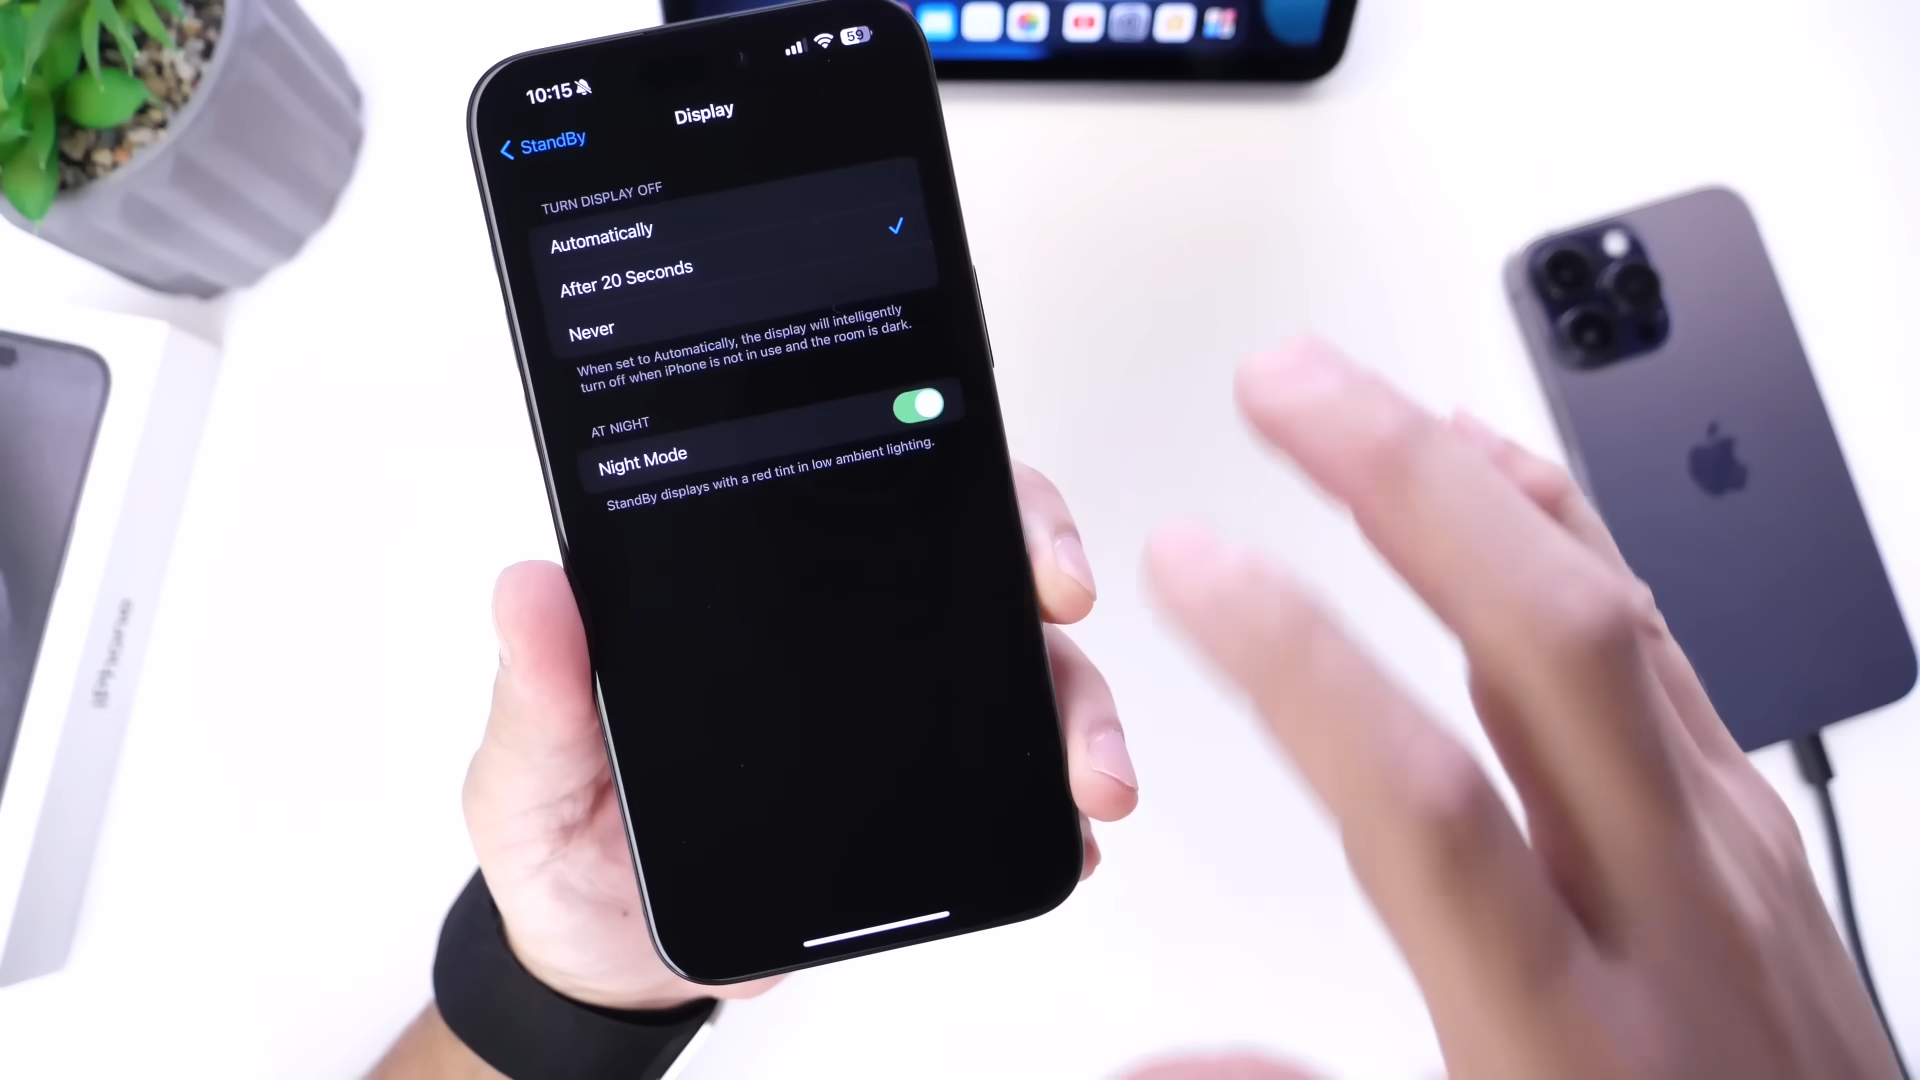 10:15
59
StandBy
Display
TURN DISPLAY OFF
Automatically
After 20 Seconds
Never
When set to Automatically, the display will intelligently
turn off when iPhone is not in use and the room is dark.
AT NIGHT
Night Mode
StandBy displays with a red tint in low ambient lighting.
iPhone